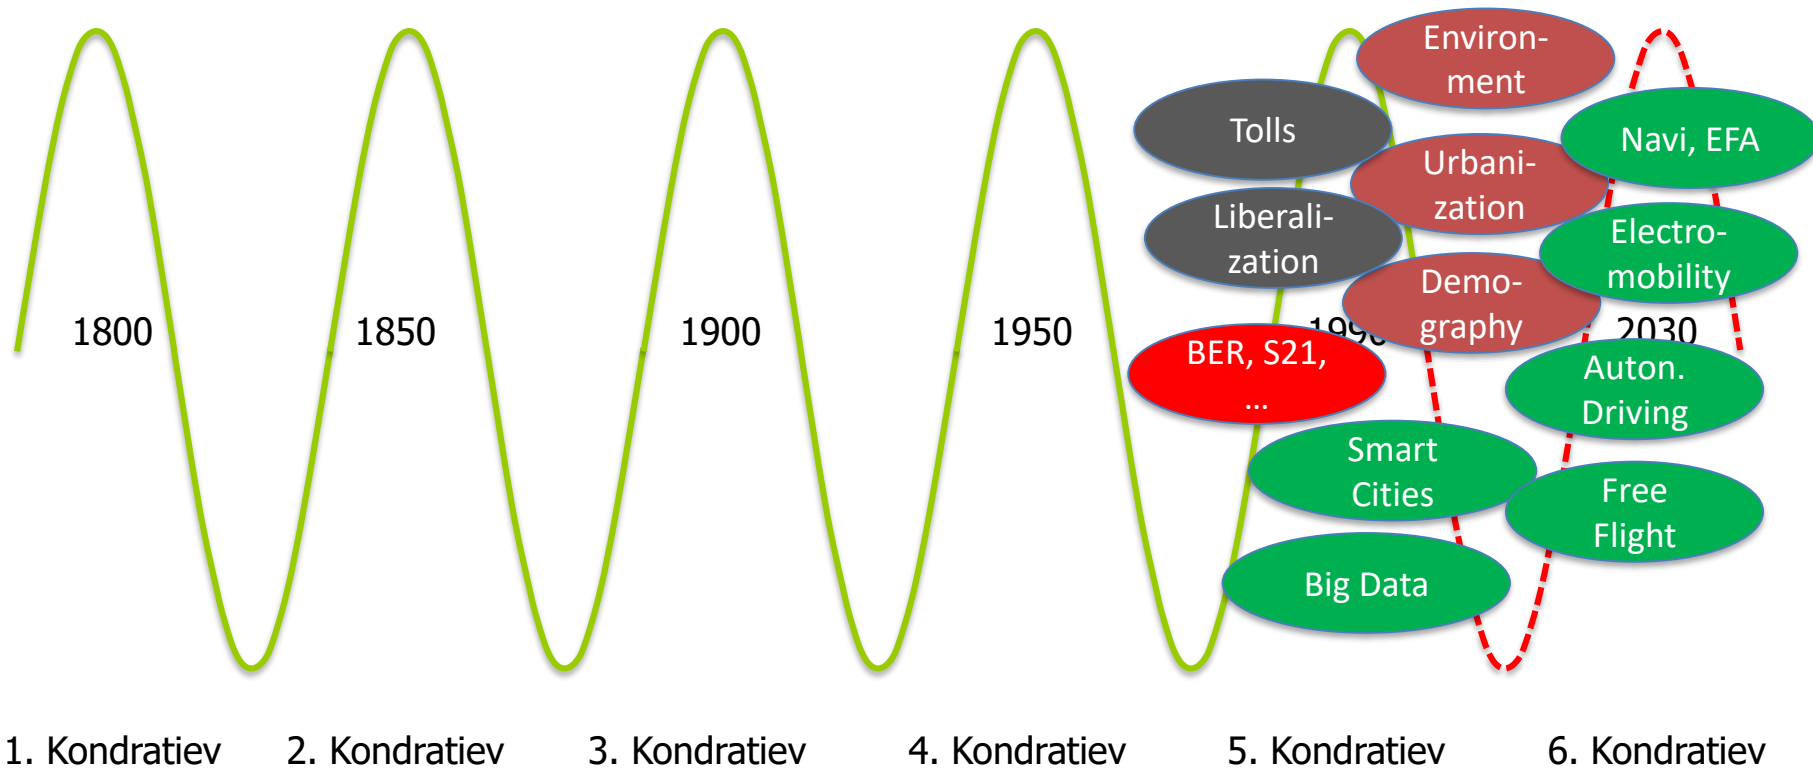 Environ-
ment
Tolls
Navi, EFA
Urbani-
zation
Liberali-
zation
Electro-
mobility
Demo-
graphy
1800
1850
1900
1950
1990
2030
BER, S21,
...
Auton.
Driving
Smart
Cities
Free
Flight
Big Data
1. Kondratiev
2. Kondratiev
3. Kondratiev
4. Kondratiev
5. Kondratiev
6. Kondratiev